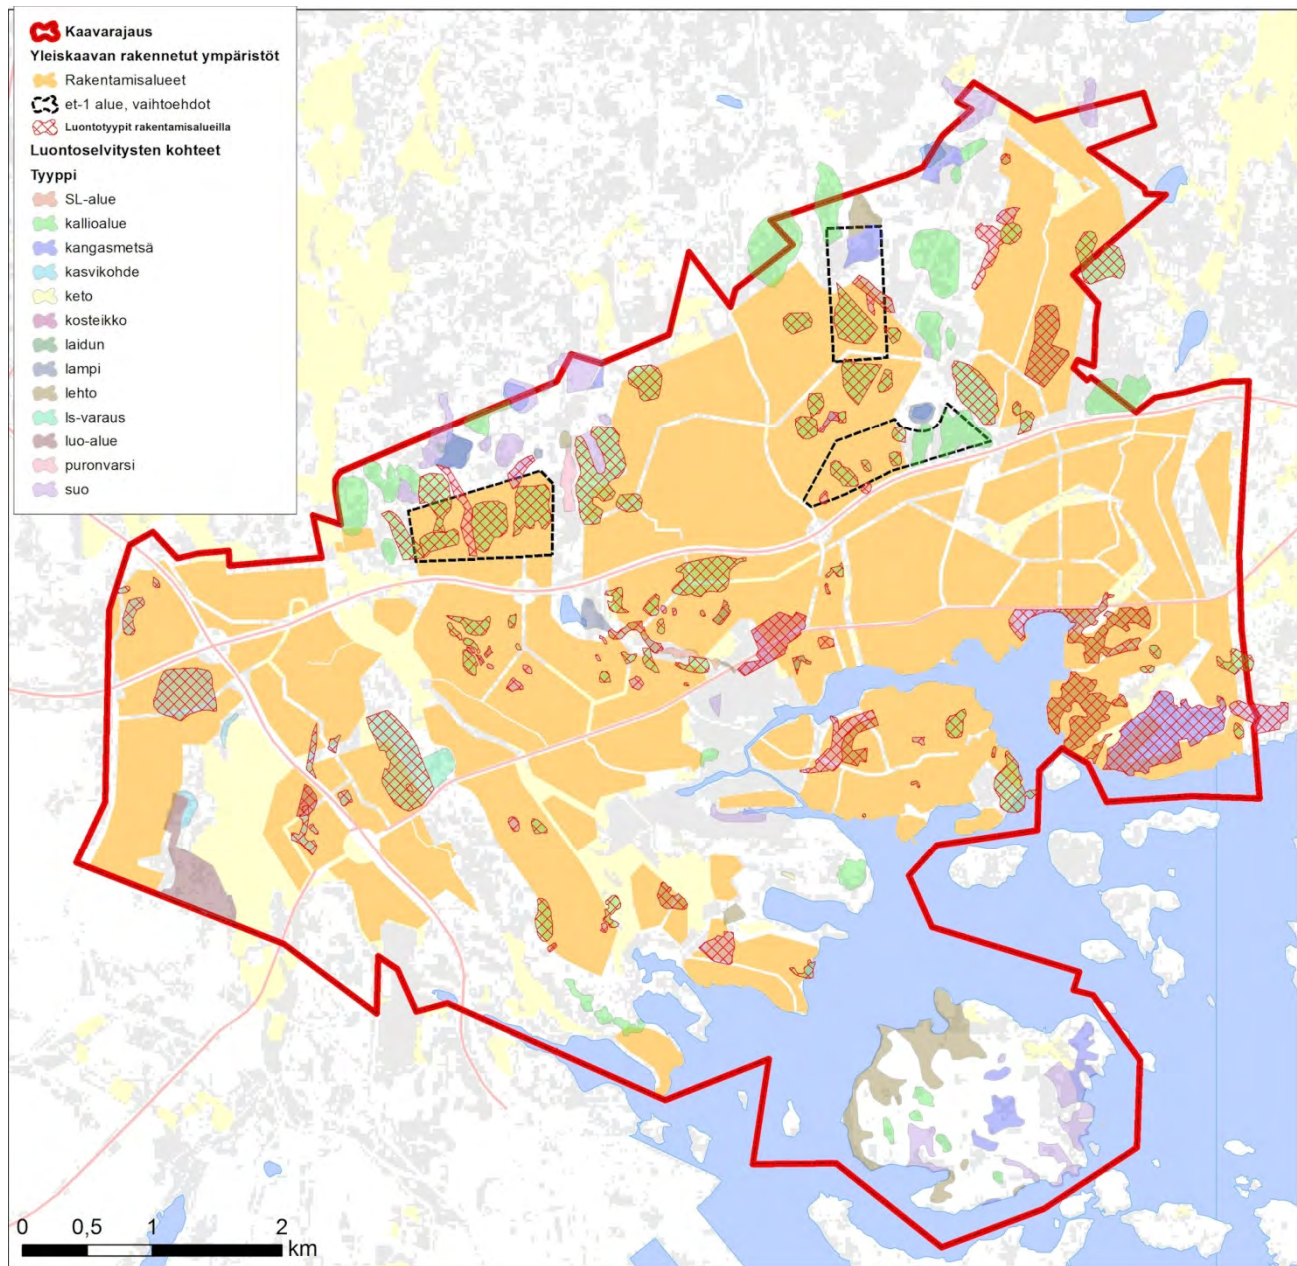 Kaavarajaus
Yleiskaavan rakennetut ympäristöt
Rakentamisalueet
et-1 alue, vaihtoehdot
Luontotyypit rakentamisalueilla
Luontoselvitysten kohteet
Tyyppi
SL-alue
kallioalue
kangasmetsä
kasvikohde
keto
kosteikko
laidun
lampi
lehto
ls-varaus
luo-alue
puronvarsi
suo
0 0,5 1 2
km